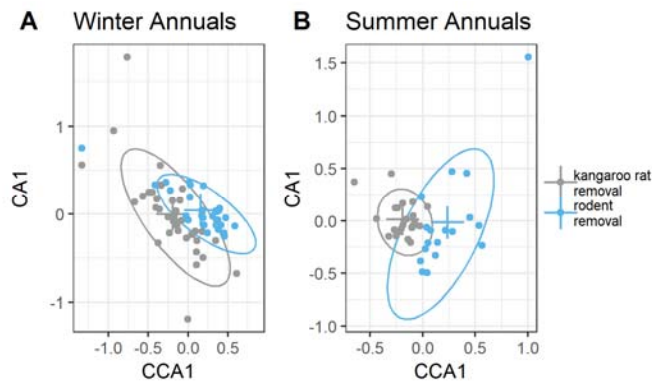 A Winter Annuals
B Summer Annuals
CA1
1
0
-1
-1.0 -0.5 0.0 0.5
CCA1
1.5
1.0
0.5
0.0
-0.5
-1.0
-0.5 0.0 0.5 1.0
CCA1
kangaroo rat
removal
rodent
removal